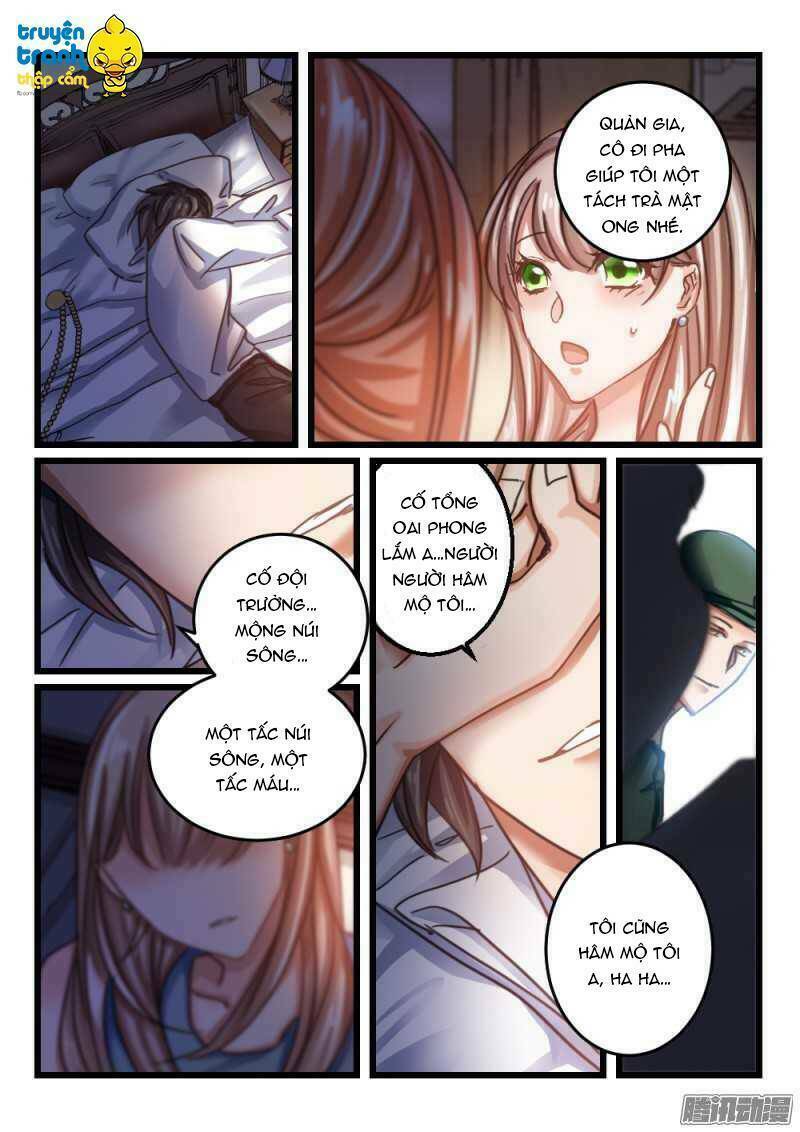 truyện
tranh
thập cẩm
QUẢN GIA,
CÔ ĐI PHA
GIÚP TÔI MỘT
TÁCH TRÀ MẬT
ONG NHÉ.
CỐ ĐỘI
TRƯỞNG...
MỘNG NÚI
SÔNG...
MỘT TẤC NÚI
SÔNG, MỘT
TẤC MÁU...
CỐ TỔNG
OAI PHONG
LẮM A...NGƯỜI
NGƯỜI HÂM
MỘ TÔI...
TÔI CŨNG
HÂM MỘ TÔI
A, HA HA...
腾讯动漫